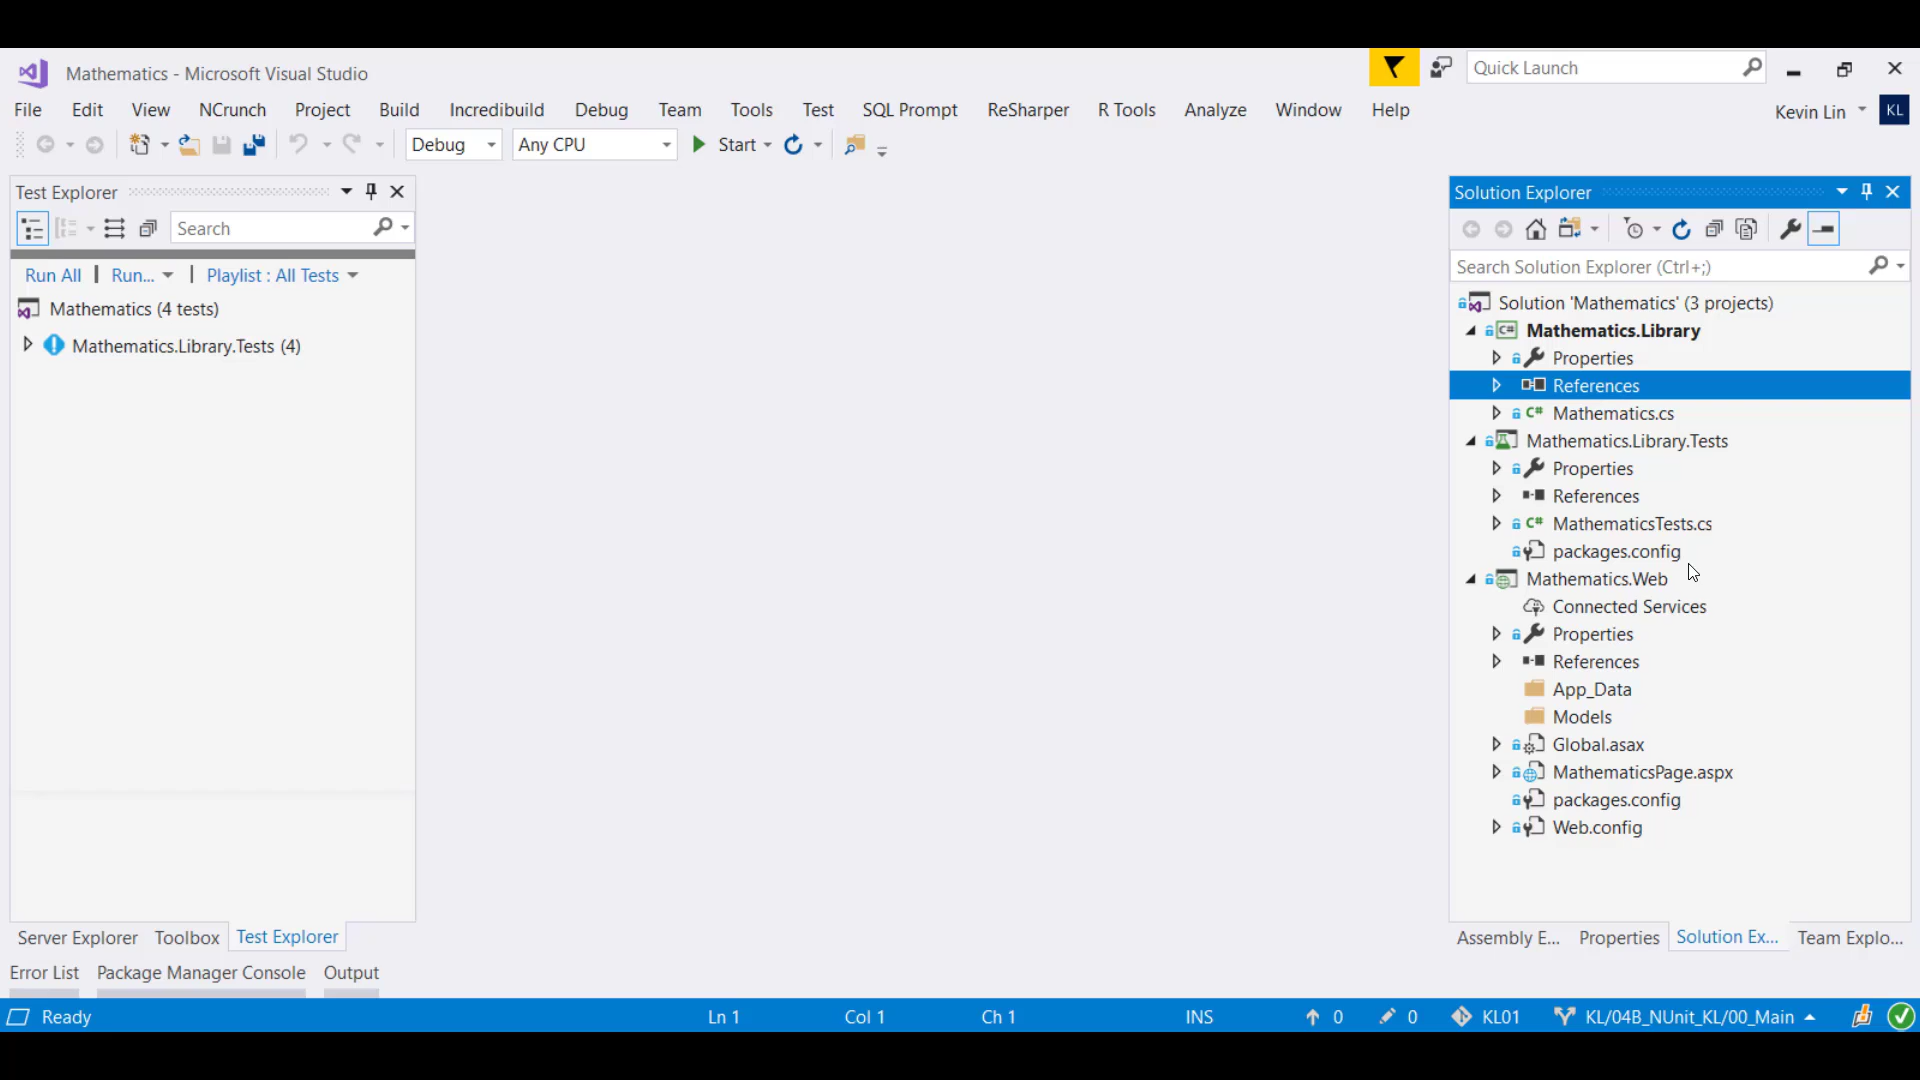 Mathematics - Microsoft Visual Studio
Quick Launch
File Edit View NCrunch Project Build Incredibuild Debug Team Tools Test SQL Prompt ReSharper R Tools Analyze Window Help
Kevin Lin KL
Debug Any CPU Start
Test Explorer
Search
Run All | Run... | Playlist : All Tests
Mathematics (4 tests)
Mathematics.Library.Tests (4)
Solution Explorer
Search Solution Explorer (Ctrl+;)
Solution 'Mathematics' (3 projects)
Mathematics.Library
Properties
References
C# Mathematics.cs
Mathematics.Library.Tests
Properties
References
C# MathematicsTests.cs
packages.config
Mathematics.Web
Connected Services
Properties
References
App_Data
Models
Global.asax
MathematicsPage.aspx
packages.config
Web.config
Server Explorer Toolbox Test Explorer
Assembly E... Properties Solution Ex... Team Explo...
Error List Package Manager Console Output
Ready Ln 1 Col 1 Ch 1 INS 0 0 KL01 KL/04B_NUnit_KL/00_Main